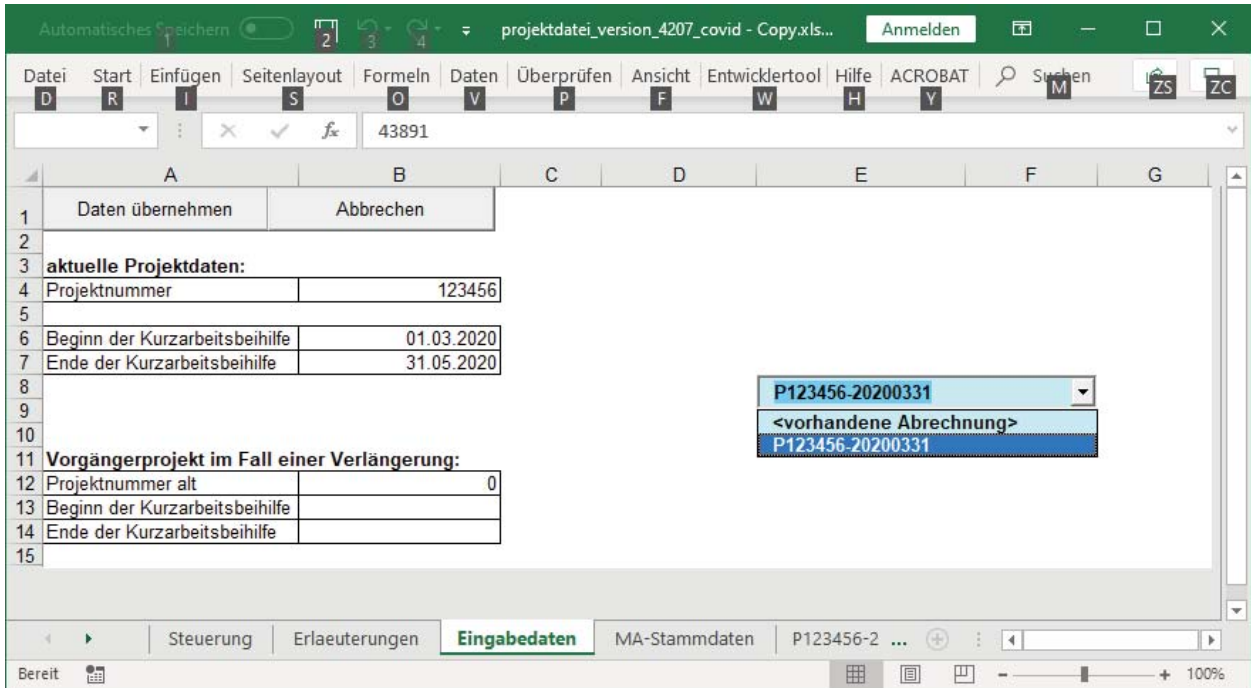 Automatisches Speichern
projektdatei_version_4207_covid - Copy.xls...
Anmelden
1 2 3 4
Datei Start Einfügen Seitenlayout Formeln Daten Überprüfen Ansicht Entwicklertool Hilfe ACROBAT Suchen
D R I S O V P F W H Y M ZS ZC
fx 43891
A B C D E F G
1 Daten übernehmen Abbrechen
2
3 aktuelle Projektdaten:
4 Projektnummer 123456
5
6 Beginn der Kurzarbeitsbeihilfe 01.03.2020
7 Ende der Kurzarbeitsbeihilfe 31.05.2020
8 P123456-20200331
9 <vorhandene Abrechnung>
10 P123456-20200331
11 Vorgängerprojekt im Fall einer Verlängerung:
12 Projektnummer alt 0
13 Beginn der Kurzarbeitsbeihilfe
14 Ende der Kurzarbeitsbeihilfe
15
Steuerung Erlaeuterungen Eingabedaten MA-Stammdaten P123456-2 ...
Bereit 100%